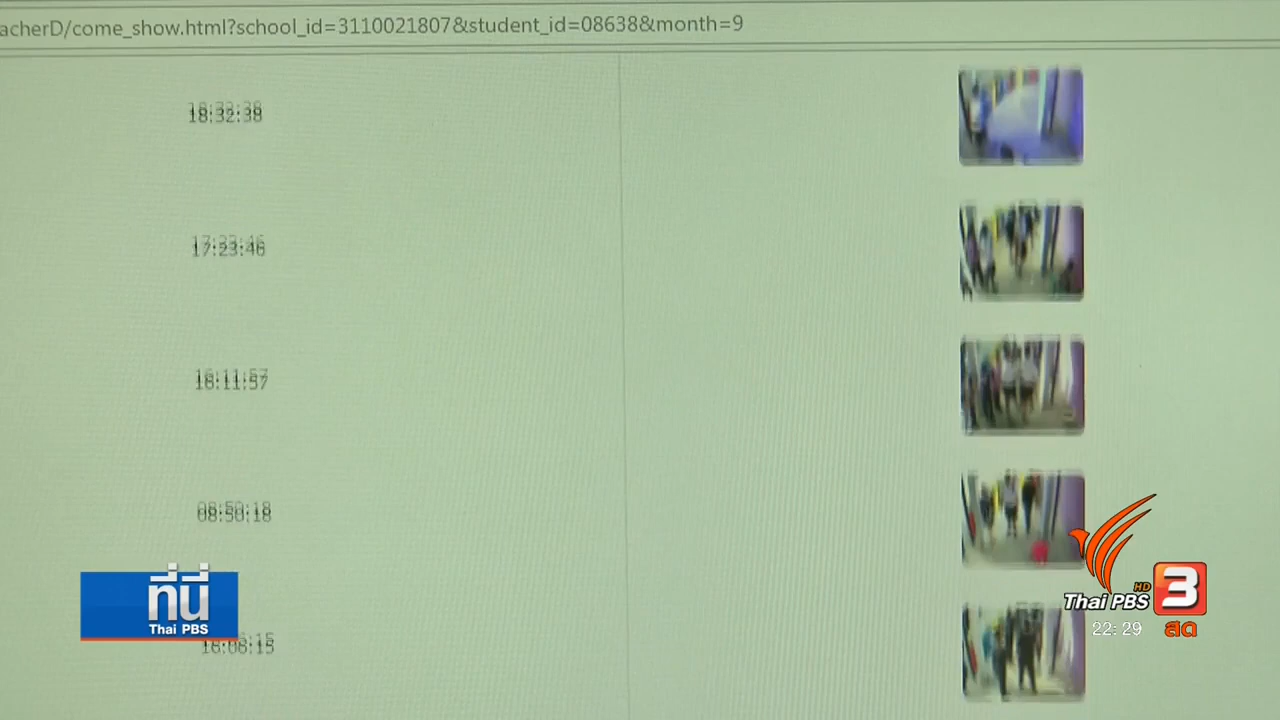 acherD/come_show.html?school_id=3110021807&student_id=08638&month=9
18:32:38
17:23:46
16:11:57
08:50:18
16:08:15
ที่นี่
Thai PBS
HD
Thai PBS 3
22:29 สด